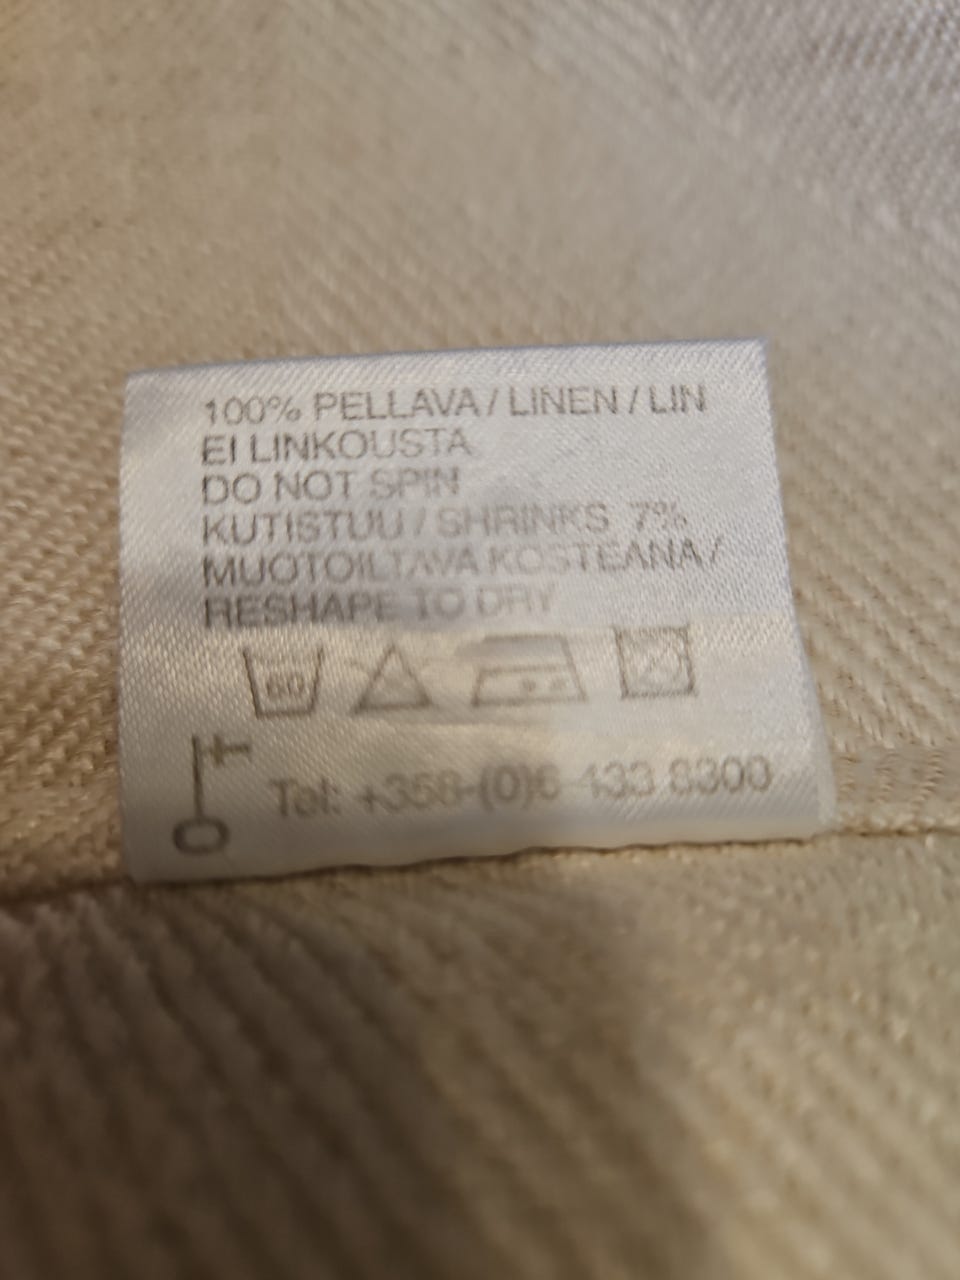 100% PELLAVA / LINEN / LIN
EI LINKOUSTA
DO NOT SPIN
KUTISTUU / SHRINKS 7%
MUOTOILTAVA KOSTEANA /
RESHAPE TO DRY
60
Tel: +358-(0)6-433 8300